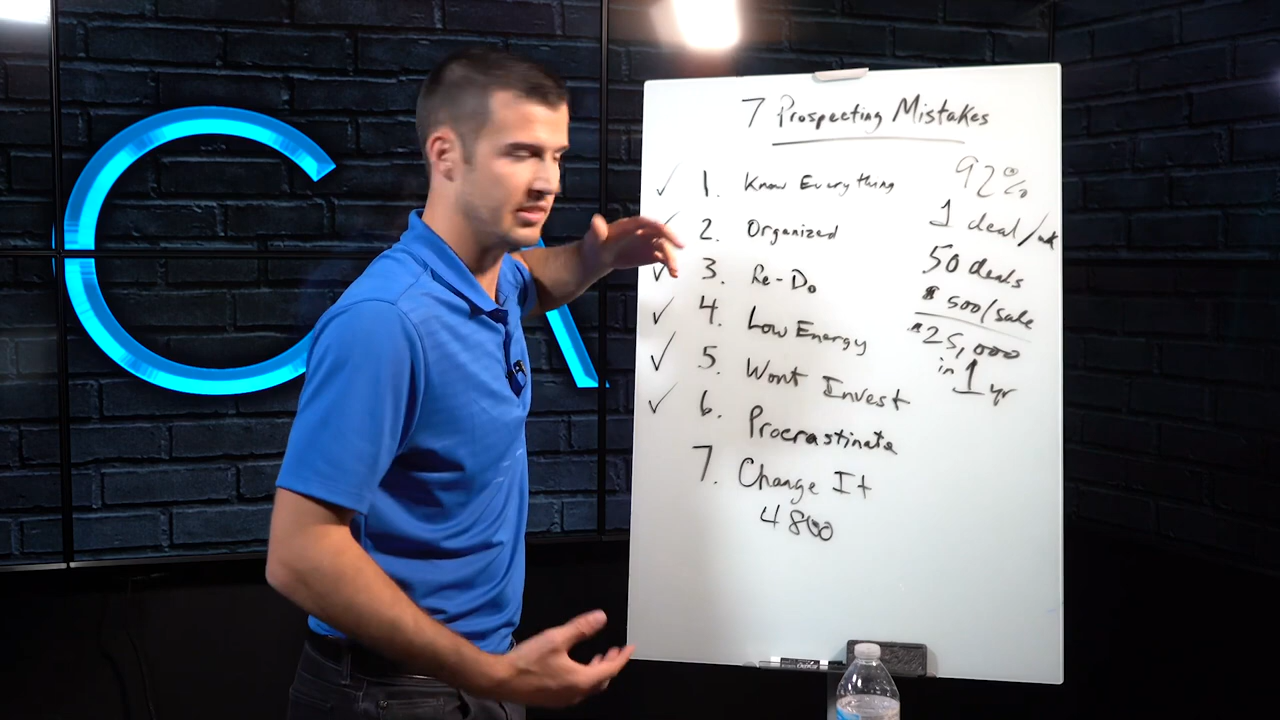 7 Prospecting Mistakes
1. Know Everything
2. Organized
3. Re-Do
4. Low Energy
5. Wont Invest
6. Procrastinate
7. Change It
4800
92%
1 deal/wk
50 deals
$500/sale
$25,000
in 1 yr
C